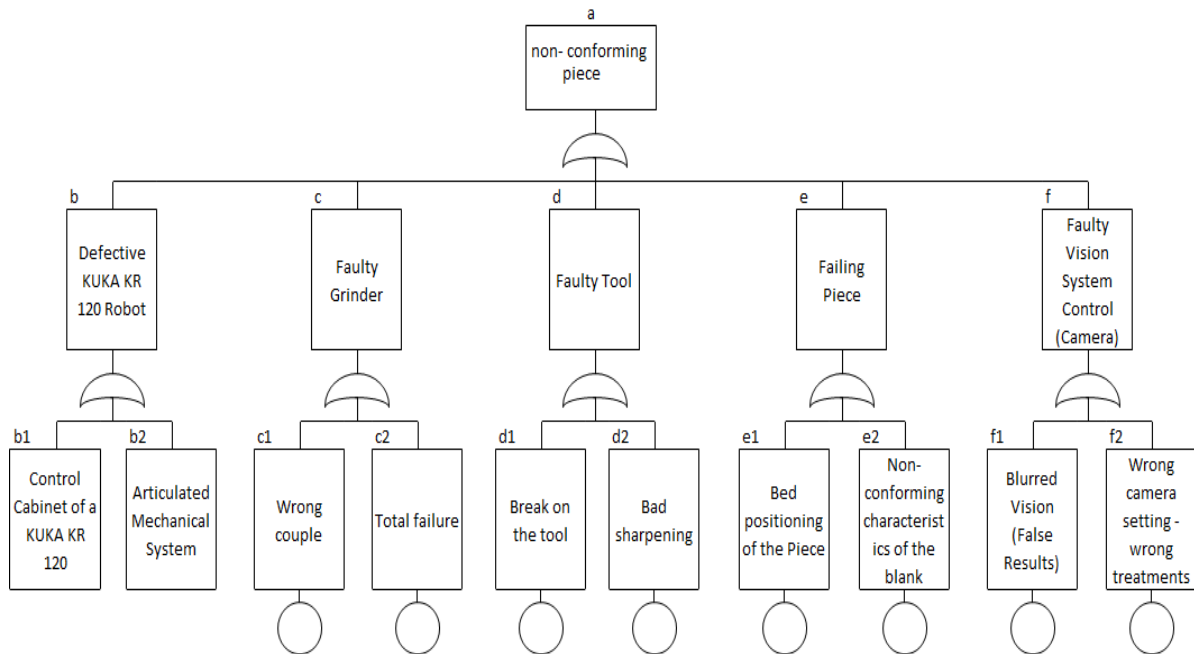 a
non- conforming
piece
b
c
d
e
f
Defective
KUKA KR
120 Robot
Faulty
Grinder
Faulty Tool
Failing
Piece
Faulty
Vision
System
Control
(Camera)
b1
b2
c1
c2
d1
d2
e1
e2
f1
f2
Control
Cabinet of a
KUKA KR
120
Articulated
Mechanical
System
Wrong
couple
Total failure
Break on
the tool
Bad
sharpening
Bed
positioning
of the Piece
Non-
conforming
characterist
ics of the
blank
Blurred
Vision
(False
Results)
Wrong
camera
setting -
wrong
treatments